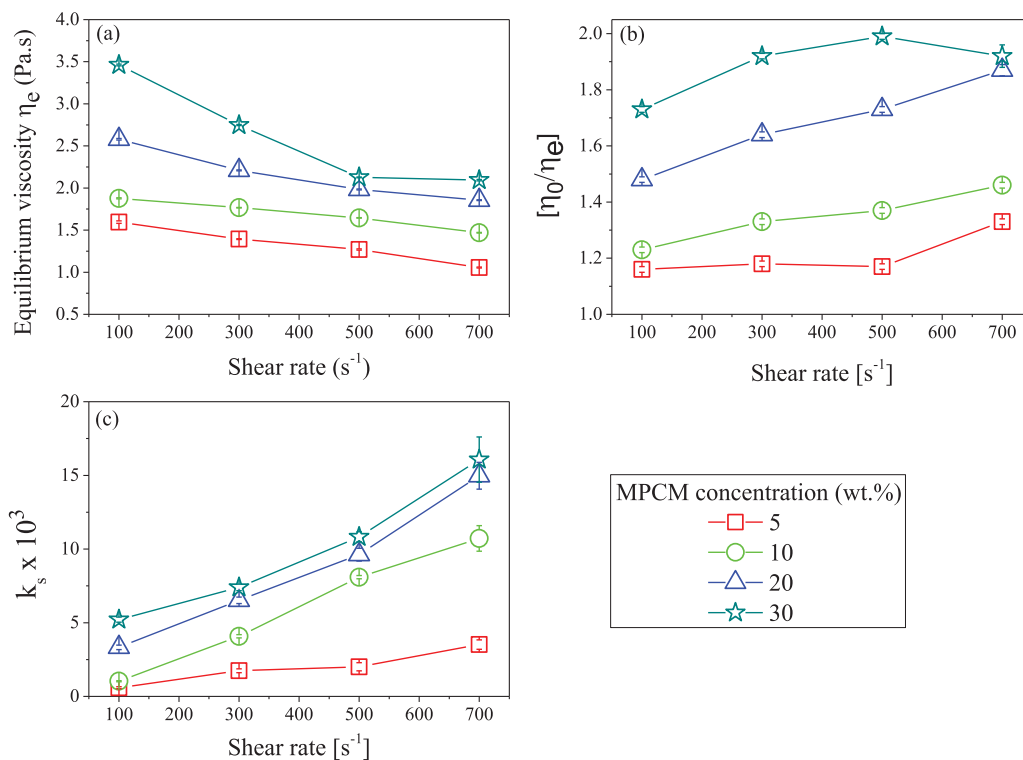 (a)
Equilibrium viscosity ηe (Pa.s)
4.0
3.5
3.0
2.5
2.0
1.5
1.0
0.5
100 200 300 400 500 600 700
Shear rate (s-1)
(b)
[η0/ηe]
2.0
1.8
1.6
1.4
1.2
1.0
100 200 300 400 500 600 700
Shear rate [s-1]
(c)
ks x 103
20
15
10
5
0
100 200 300 400 500 600 700
Shear rate [s-1]
MPCM concentration (wt.%)
5
10
20
30